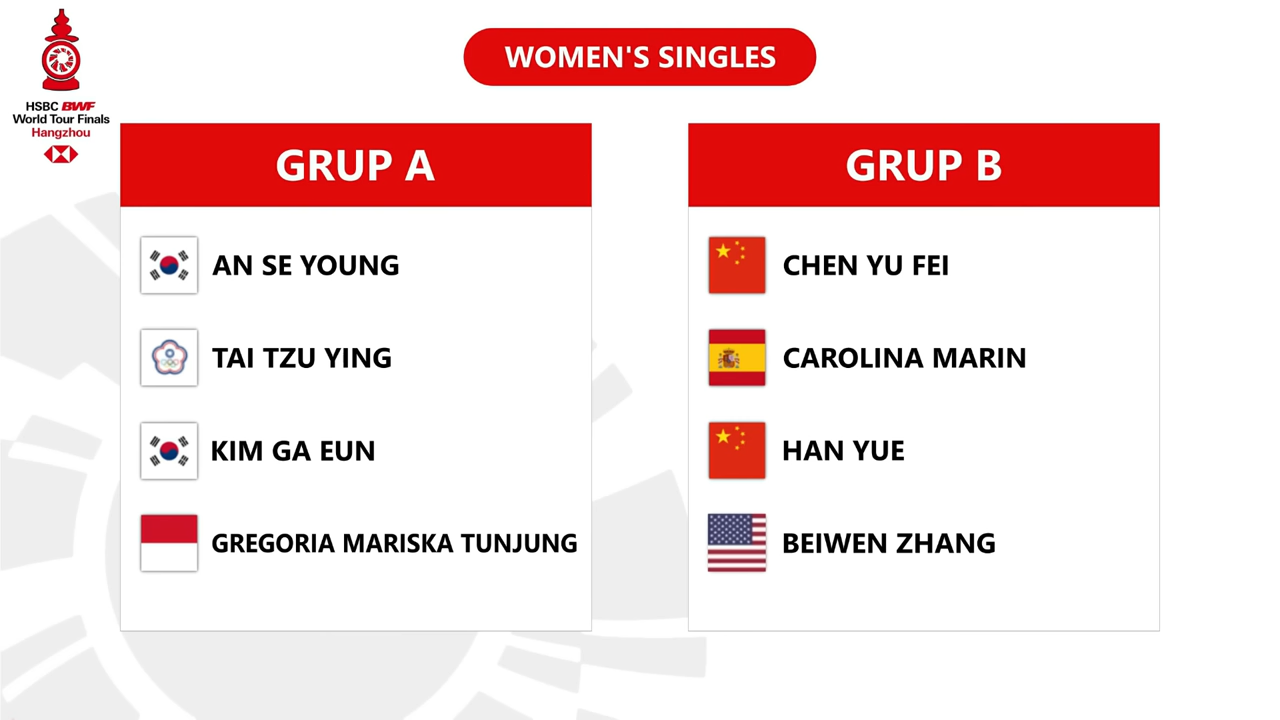 HSBC BWF
World Tour Finals
Hangzhou
WOMEN'S SINGLES
GRUP A
AN SE YOUNG
TAI TZU YING
KIM GA EUN
GREGORIA MARISKA TUNJUNG
GRUP B
CHEN YU FEI
CAROLINA MARIN
HAN YUE
BEIWEN ZHANG